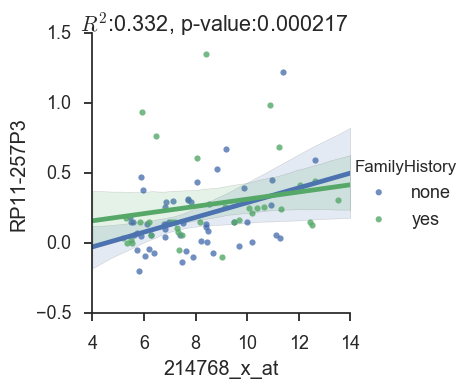 R²:0.332, p-value:0.000217
1.5
1.0
0.5
0.0
−0.5
RP11-257P3
4 6 8 10 12 14
214768_x_at
FamilyHistory
none
yes